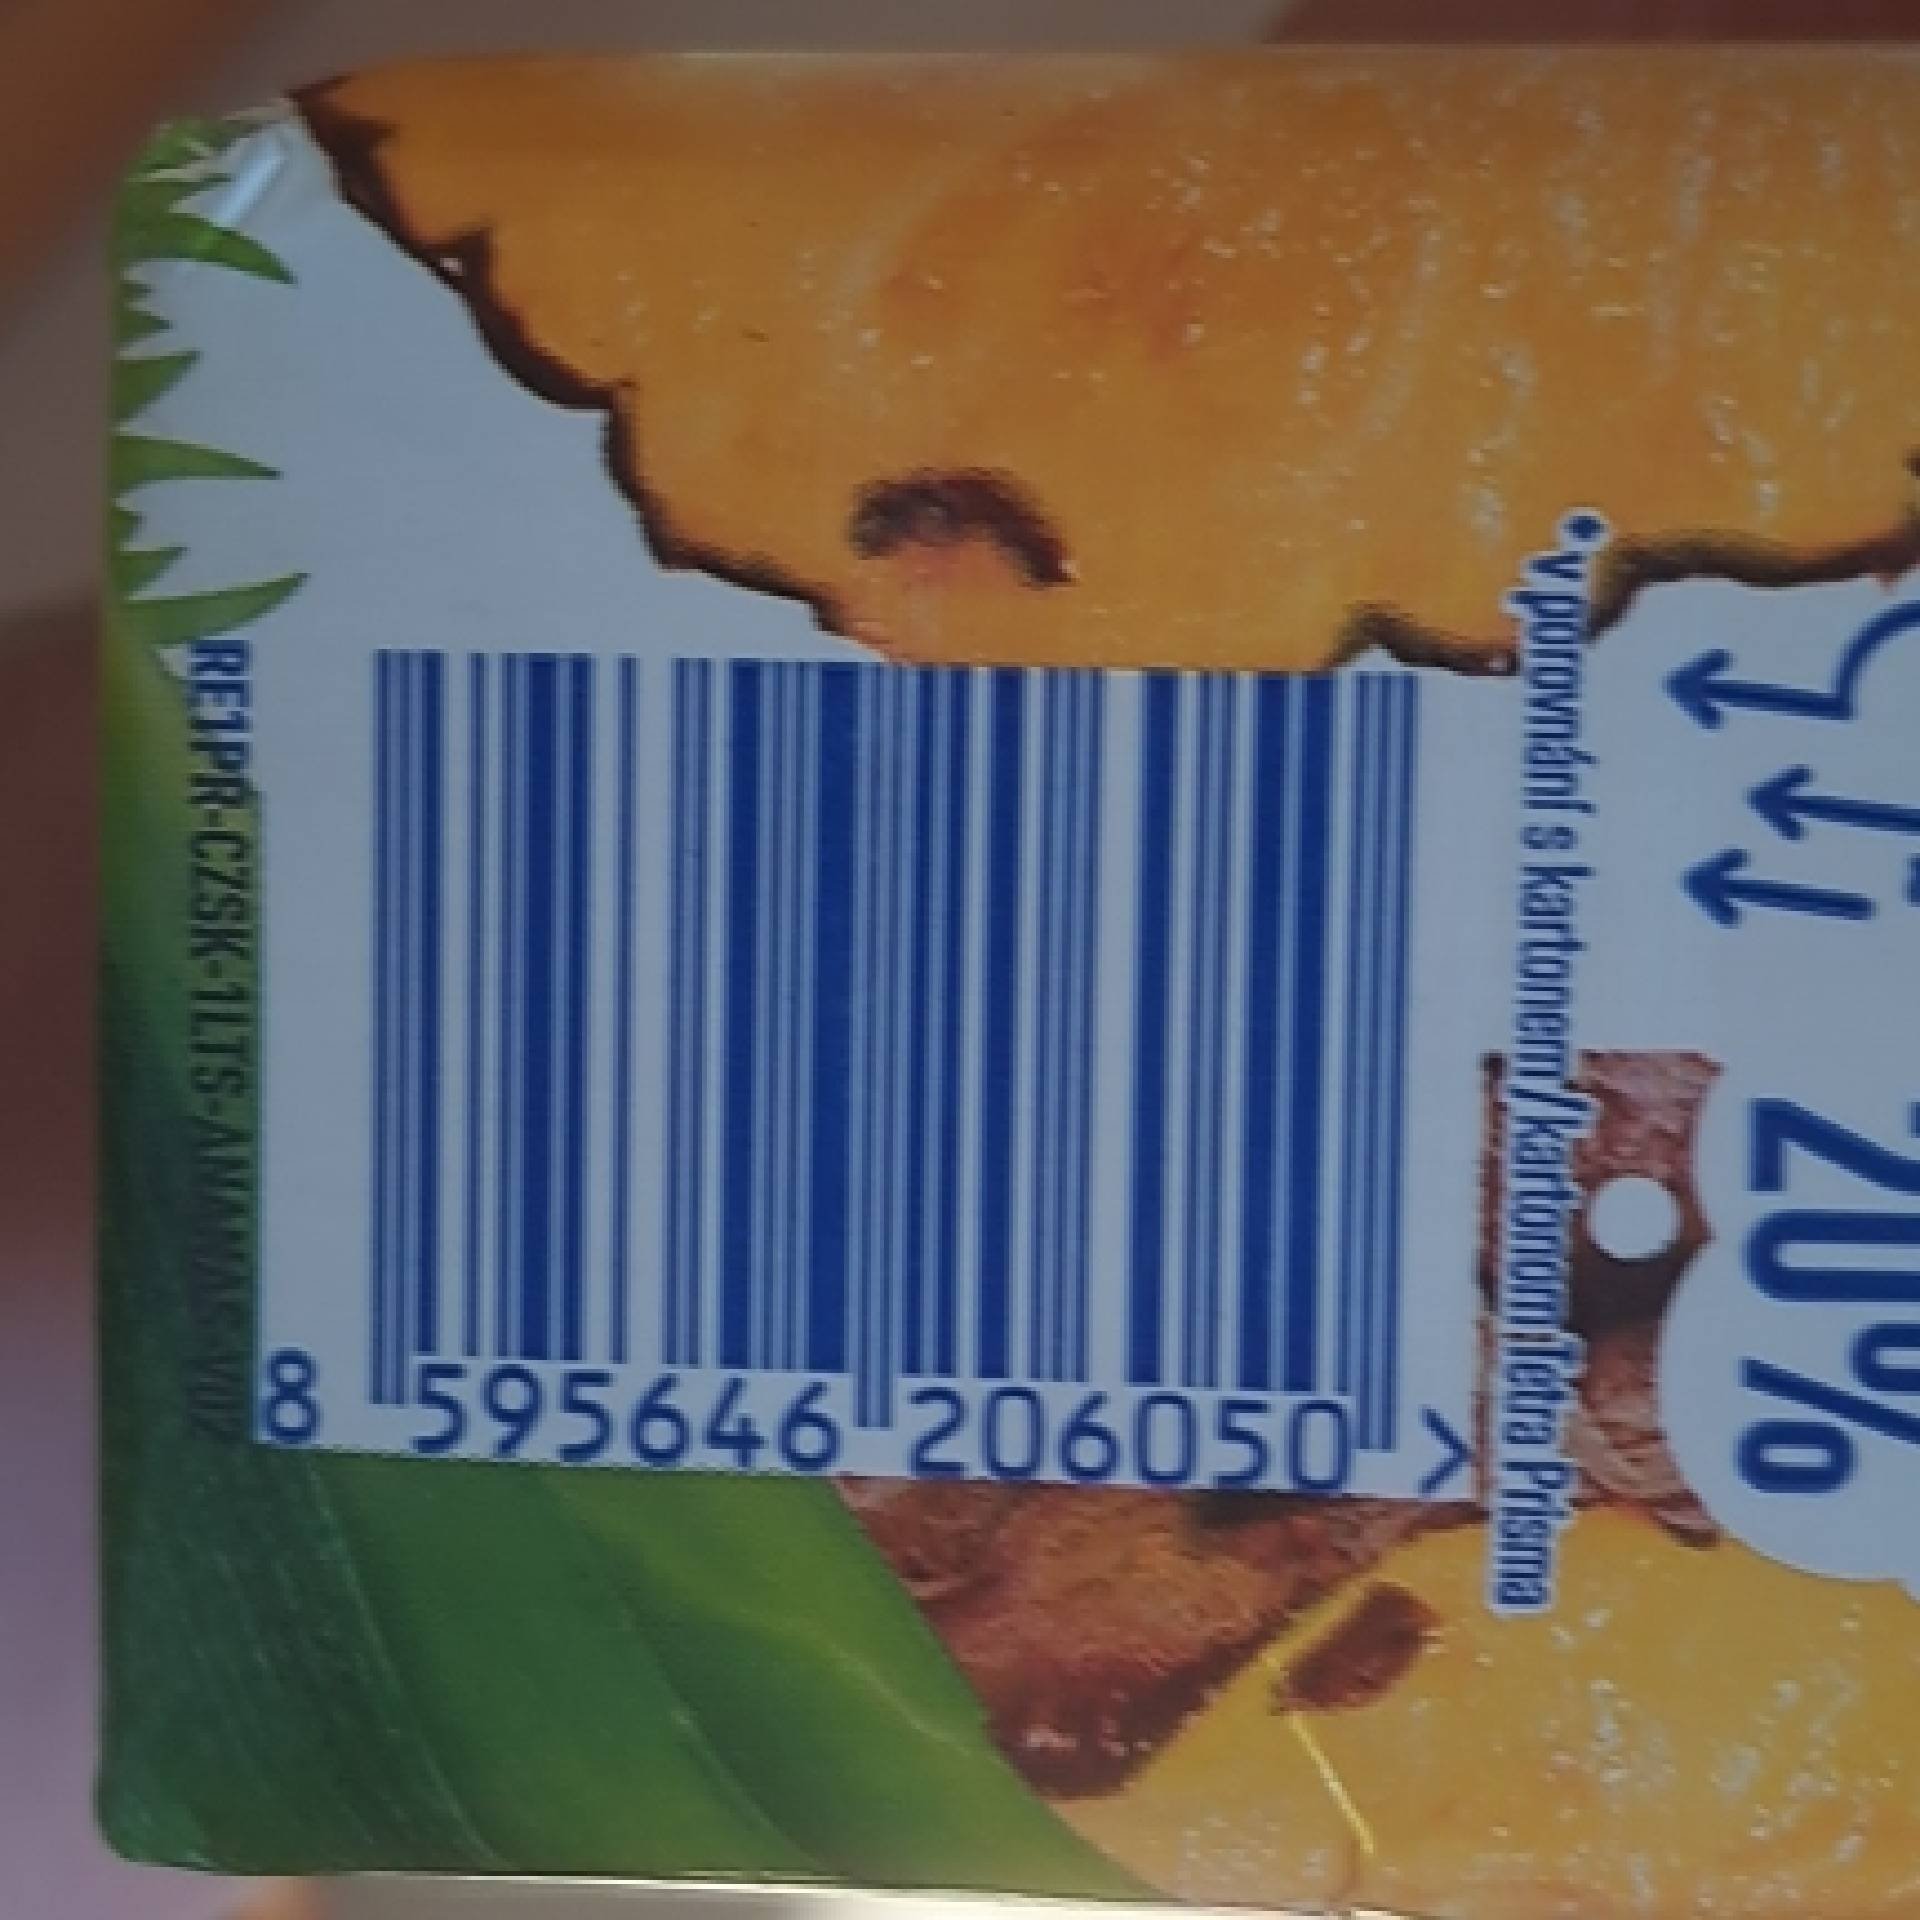 RE1PR-CZSK-1LTS-ANANAS-V02
8 595646 206050 >
• v porovnání s kartonem/kartónom Tetra Prisma
20%